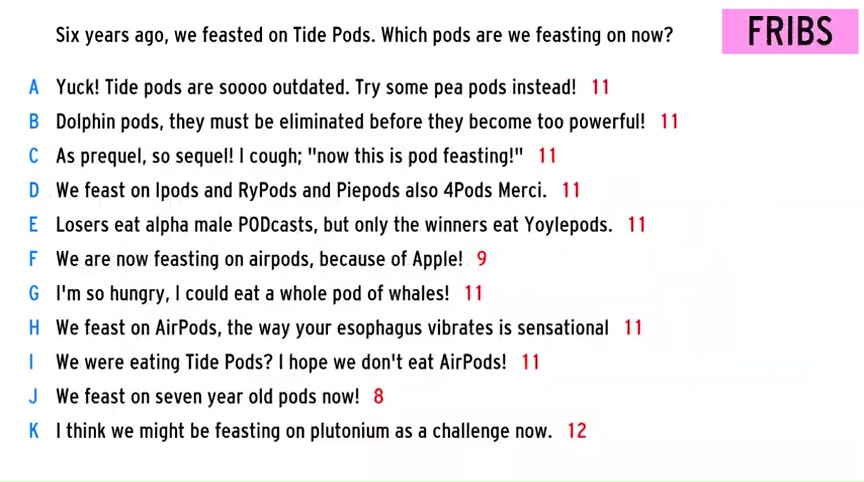 Six years ago, we feasted on Tide Pods. Which pods are we feasting on now?
FRIBS
A Yuck! Tide pods are soooo outdated. Try some pea pods instead! 11
B Dolphin pods, they must be eliminated before they become too powerful! 11
C As prequel, so sequel! I cough; "now this is pod feasting!" 11
D We feast on Ipods and RyPods and Piepods also 4Pods Merci. 11
E Losers eat alpha male PODcasts, but only the winners eat Yoylepods. 11
F We are now feasting on airpods, because of Apple! 9
G I'm so hungry, I could eat a whole pod of whales! 11
H We feast on AirPods, the way your esophagus vibrates is sensational 11
I We were eating Tide Pods? I hope we don't eat AirPods! 11
J We feast on seven year old pods now! 8
K I think we might be feasting on plutonium as a challenge now. 12